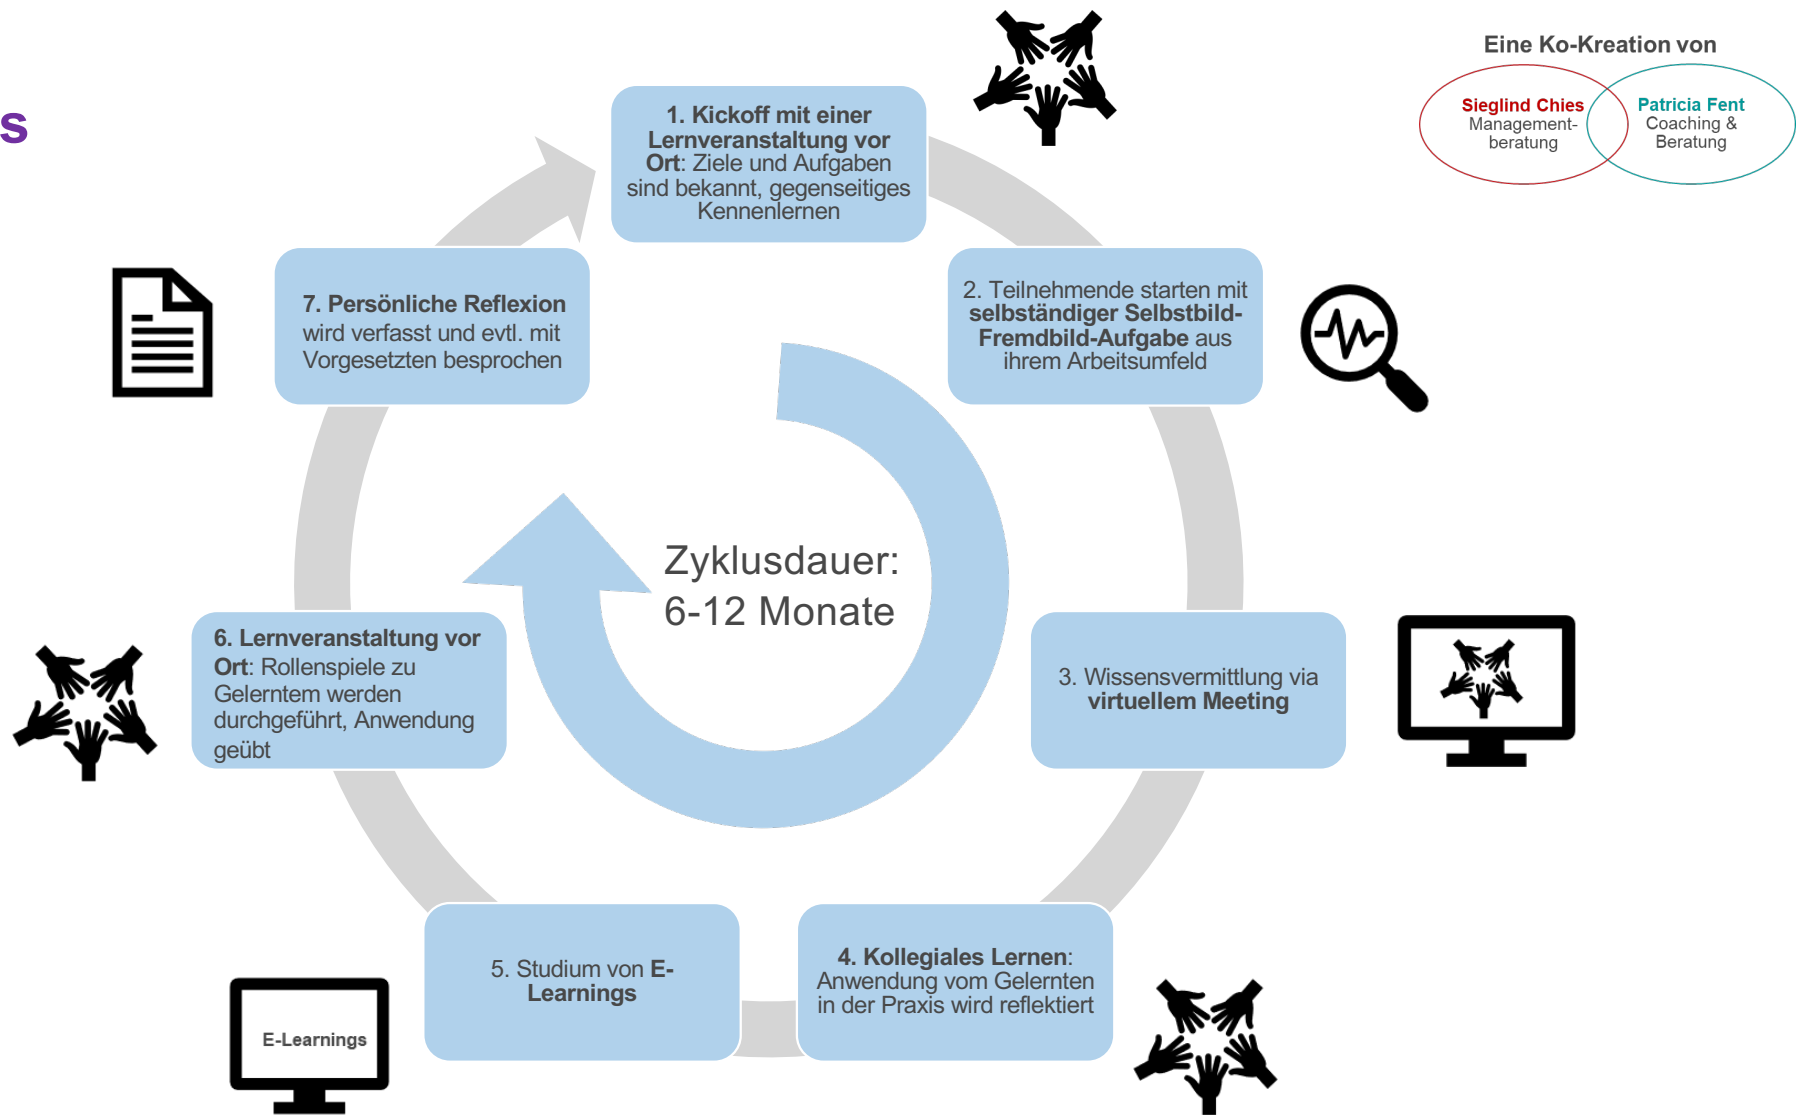 s
Eine Ko-Kreation von
Sieglind Chies
Management-
beratung
Patricia Fent
Coaching &
Beratung
1. Kickoff mit einer
Lernveranstaltung vor
Ort: Ziele und Aufgaben
sind bekannt, gegenseitiges
Kennenlernen
2. Teilnehmende starten mit
selbständiger Selbstbild-
Fremdbild-Aufgabe aus
ihrem Arbeitsumfeld
3. Wissensvermittlung via
virtuellem Meeting
4. Kollegiales Lernen:
Anwendung vom Gelernten
in der Praxis wird reflektiert
5. Studium von E-
Learnings
E-Learnings
6. Lernveranstaltung vor
Ort: Rollenspiele zu
Gelerntem werden
durchgeführt, Anwendung
geübt
7. Persönliche Reflexion
wird verfasst und evtl. mit
Vorgesetzten besprochen
Zyklusdauer:
6-12 Monate